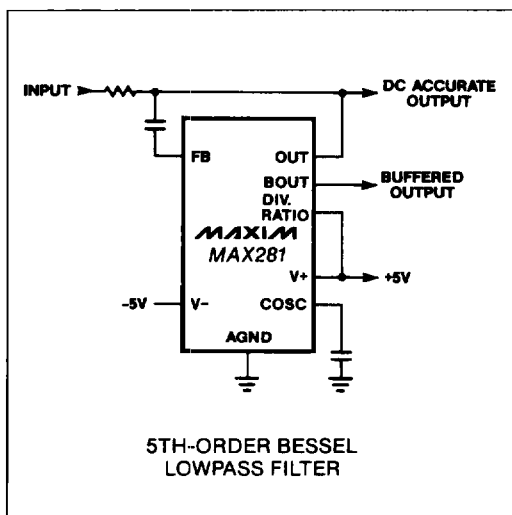 INPUT
DC ACCURATE
OUTPUT
FB
OUT
BOUT
BUFFERED
OUTPUT
DIV.
RATIO
MAXIM
MAX281
V+
+5V
-5V
V-
COSC
AGND
5TH-ORDER BESSEL
LOWPASS FILTER